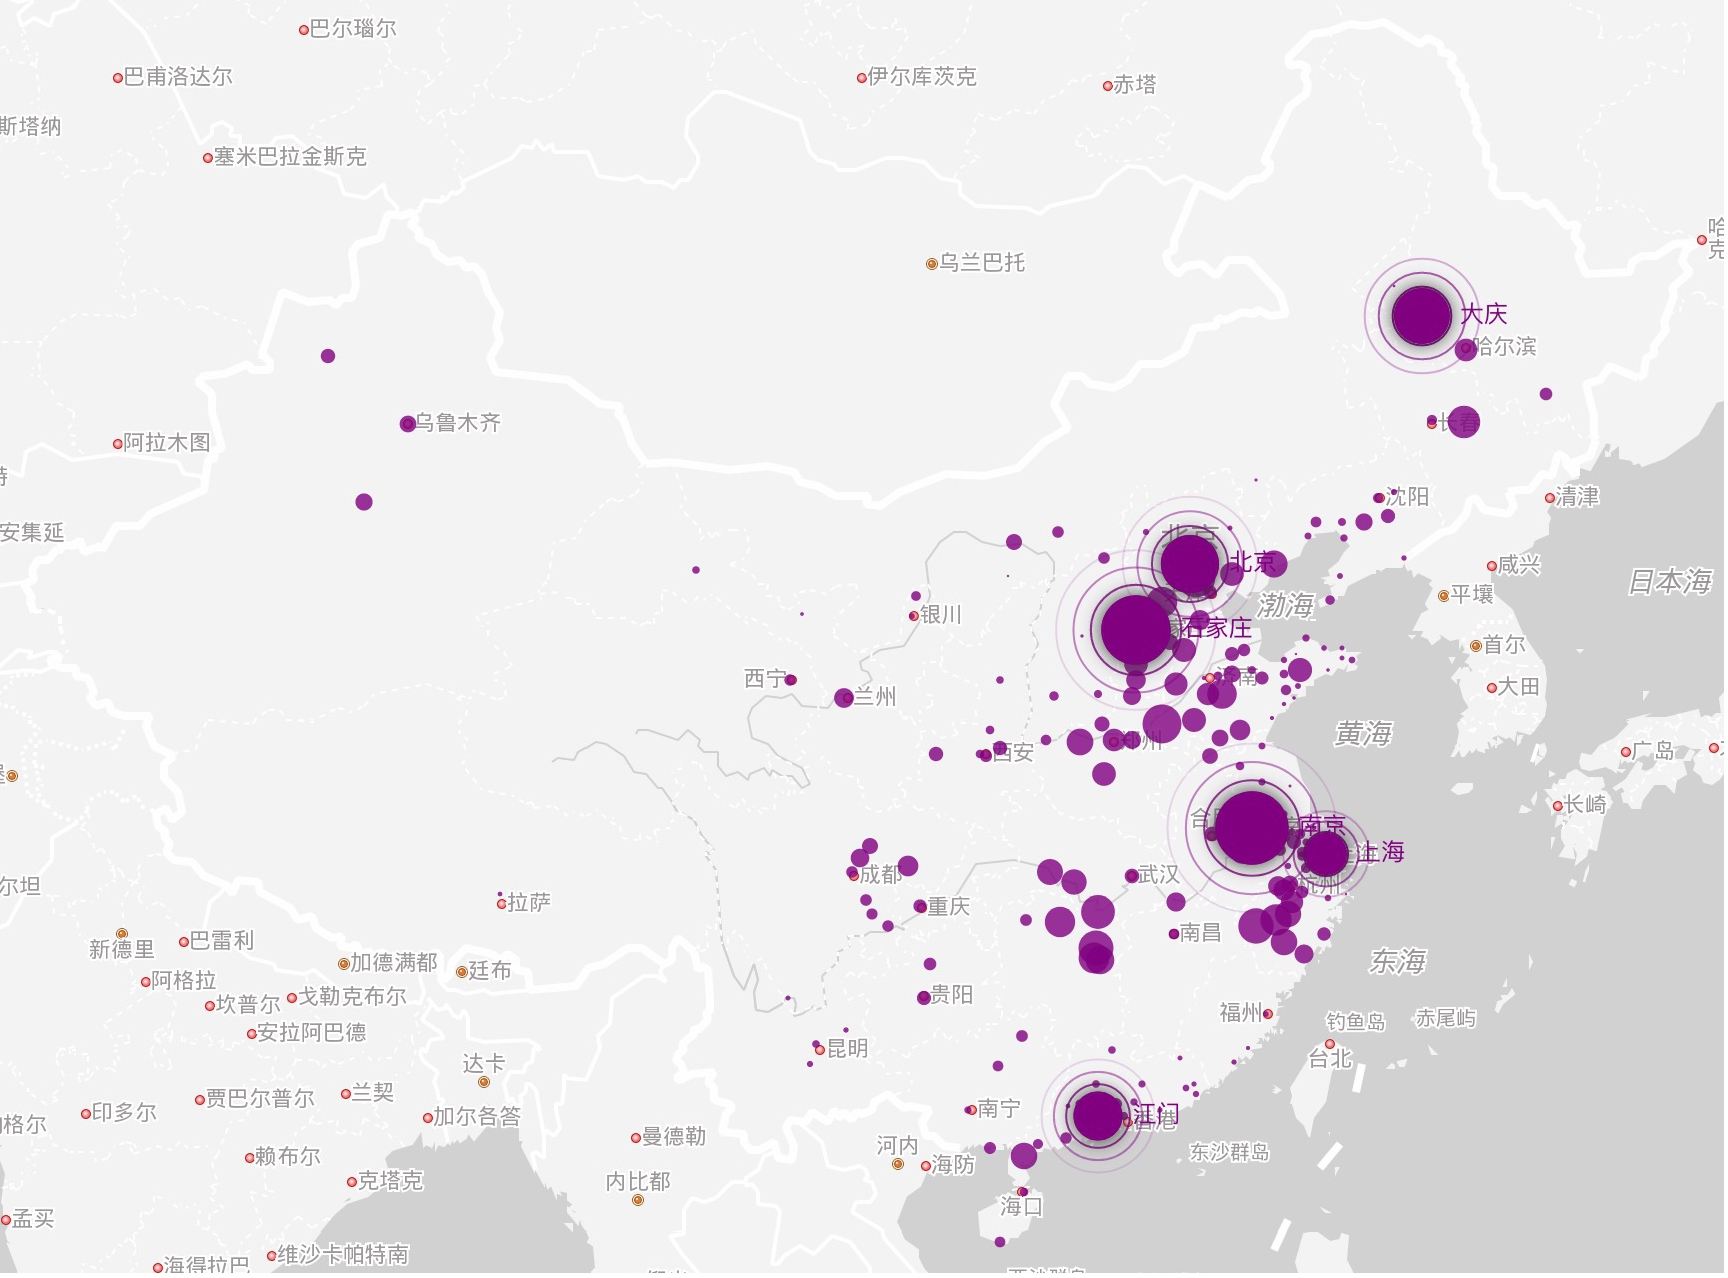 巴尔瑙尔
巴甫洛达尔
伊尔库茨克
赤塔
斯塔纳
塞米巴拉金斯克
乌兰巴托
大庆
哈尔滨
乌鲁木齐
阿拉木图
长春
沈阳
清津
安集延
北京
北京
咸兴
日本海
平壤
渤海
银川
石家庄
首尔
西宁
济南
大田
兰州
黄海
郑州
西安
广岛
长崎
南京
上海
成都
武汉
杭州
尔坦
拉萨
重庆
新德里
巴雷利
南昌
加德满都
廷布
东海
阿格拉
坎普尔
戈勒克布尔
贵阳
福州
钓鱼岛
赤尾屿
安拉阿巴德
昆明
台北
达卡
贾巴尔普尔
兰契
印多尔
格尔
加尔各答
南宁
江门
香港
曼德勒
河内
海防
东沙群岛
赖布尔
克塔克
内比都
海口
孟买
维沙卡帕特南
海得拉巴